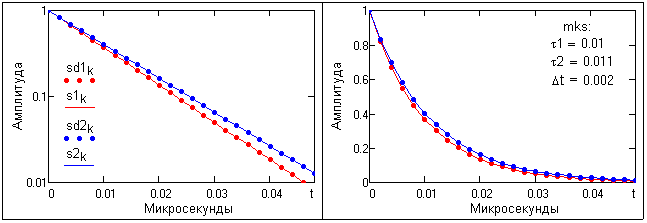 Амплитуда
1
0.1
0.01
sd1k
s1k
sd2k
s2k
0
0.01
0.02
0.03
0.04
t
Микросекунды
Амплитуда
1
0.8
0.6
0.4
0.2
0
mks:
τ1 = 0.01
τ2 = 0.011
Δt = 0.002
0
0.01
0.02
0.03
0.04
t
Микросекунды